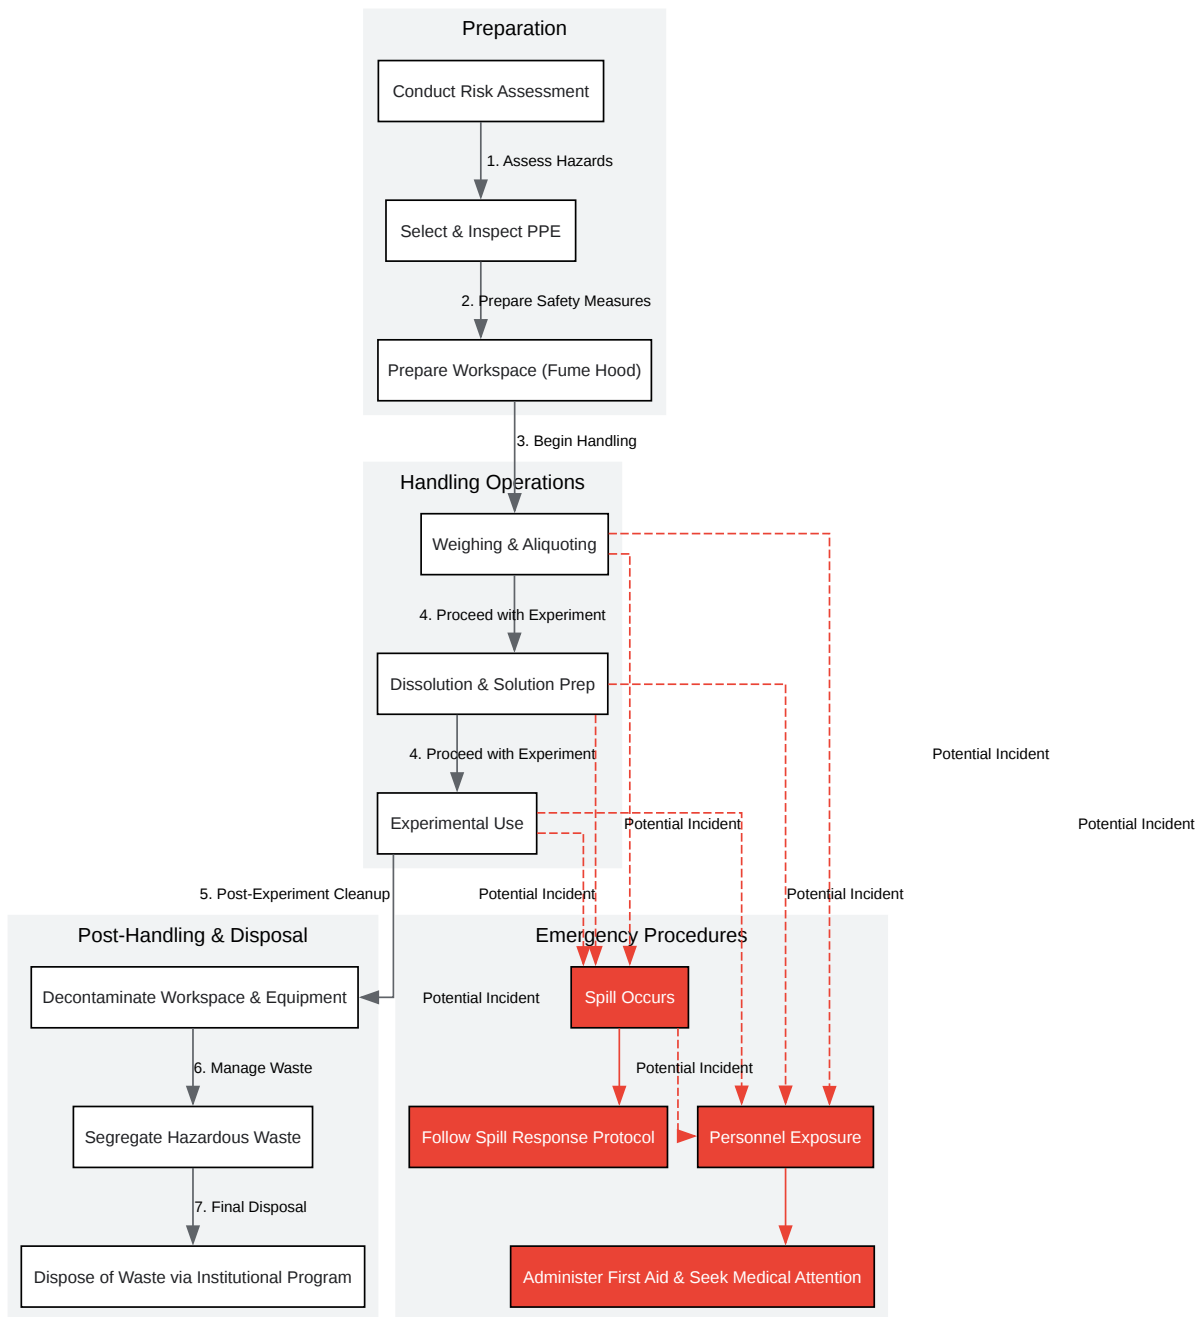 Preparation
Conduct Risk Assessment
1. Assess Hazards
Select & Inspect PPE
2. Prepare Safety Measures
Prepare Workspace (Fume Hood)
3. Begin Handling
Handling Operations
Weighing & Aliquoting
4. Proceed with Experiment
Dissolution & Solution Prep
4. Proceed with Experiment
Potential Incident
Experimental Use
Potential Incident
Potential Incident
5. Post-Experiment Cleanup
Potential Incident
Potential Incident
Post-Handling & Disposal
Emergency Procedures
Decontaminate Workspace & Equipment
Potential Incident
Spill Occurs
6. Manage Waste
Potential Incident
Segregate Hazardous Waste
Follow Spill Response Protocol
Personnel Exposure
7. Final Disposal
Dispose of Waste via Institutional Program
Administer First Aid & Seek Medical Attention